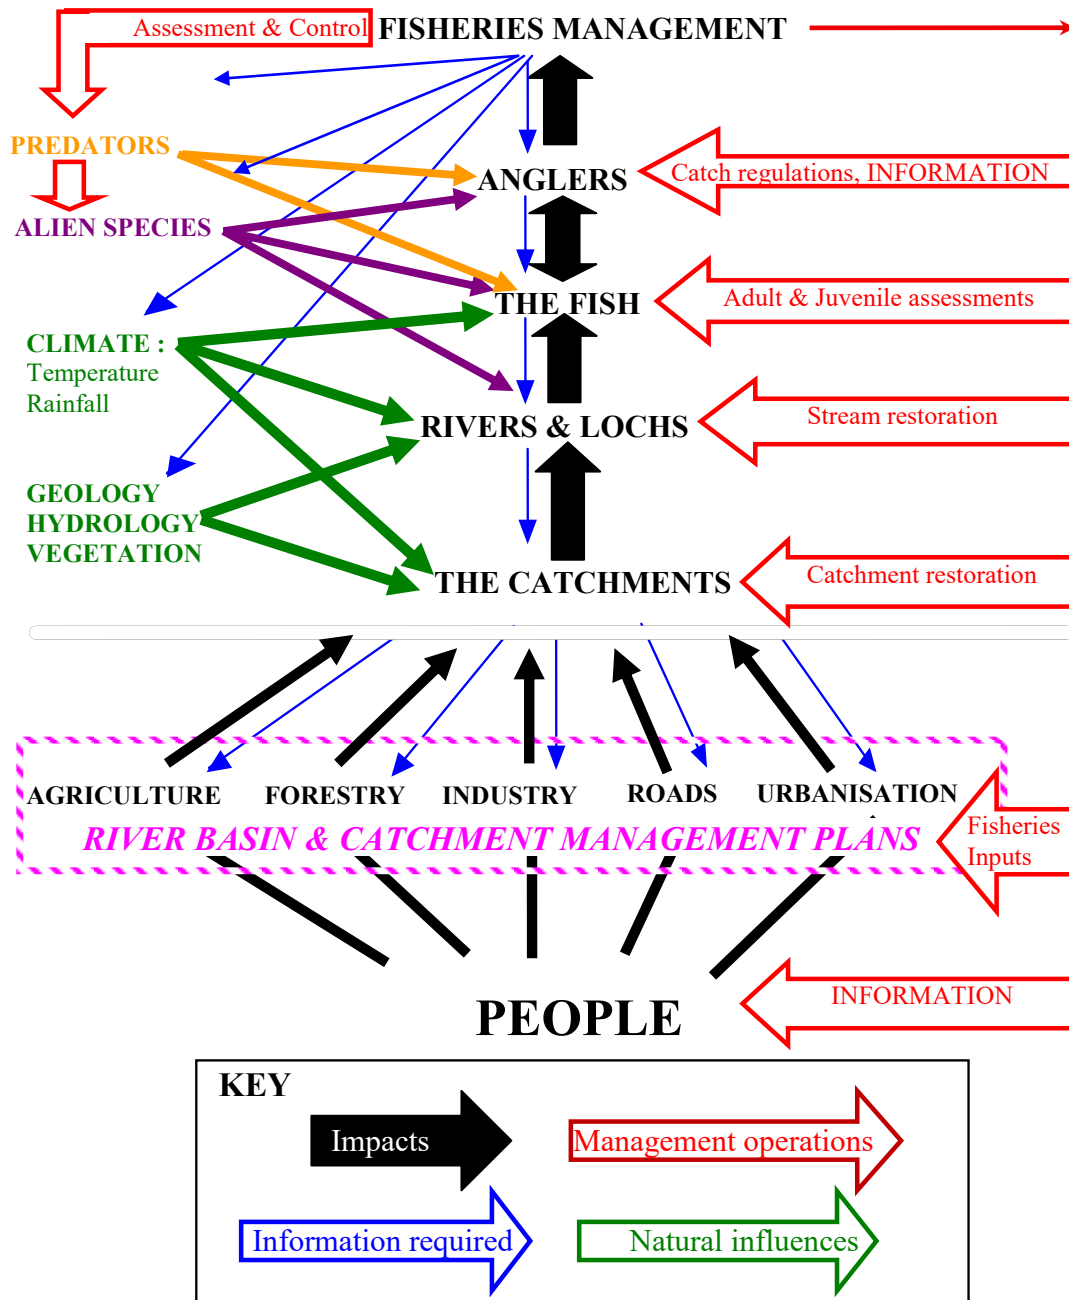 Assessment & Control
FISHERIES MANAGEMENT
PREDATORS
ANGLERS
Catch regulations, INFORMATION
ALIEN SPECIES
THE FISH
Adult & Juvenile assessments
CLIMATE :
Temperature
Rainfall
RIVERS & LOCHS
Stream restoration
GEOLOGY
HYDROLOGY
VEGETATION
THE CATCHMENTS
Catchment restoration
AGRICULTURE
FORESTRY
INDUSTRY
ROADS
URBANISATION
RIVER BASIN & CATCHMENT MANAGEMENT PLANS
Fisheries
Inputs
PEOPLE
INFORMATION
KEY
Impacts
Management operations
Information required
Natural influences